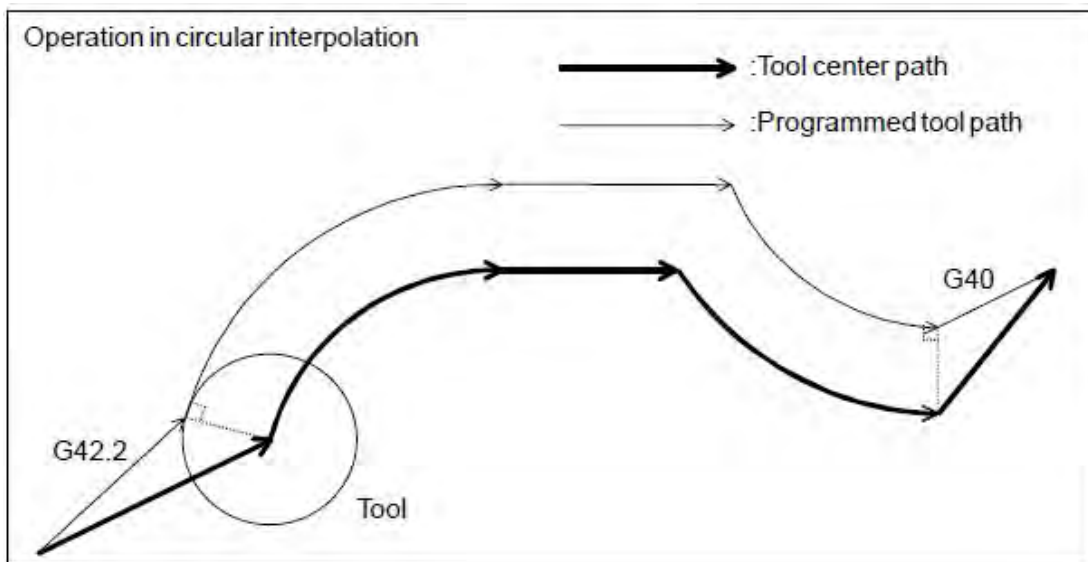 Operation in circular interpolation
:Tool center path
:Programmed tool path
G40
G42.2
Tool